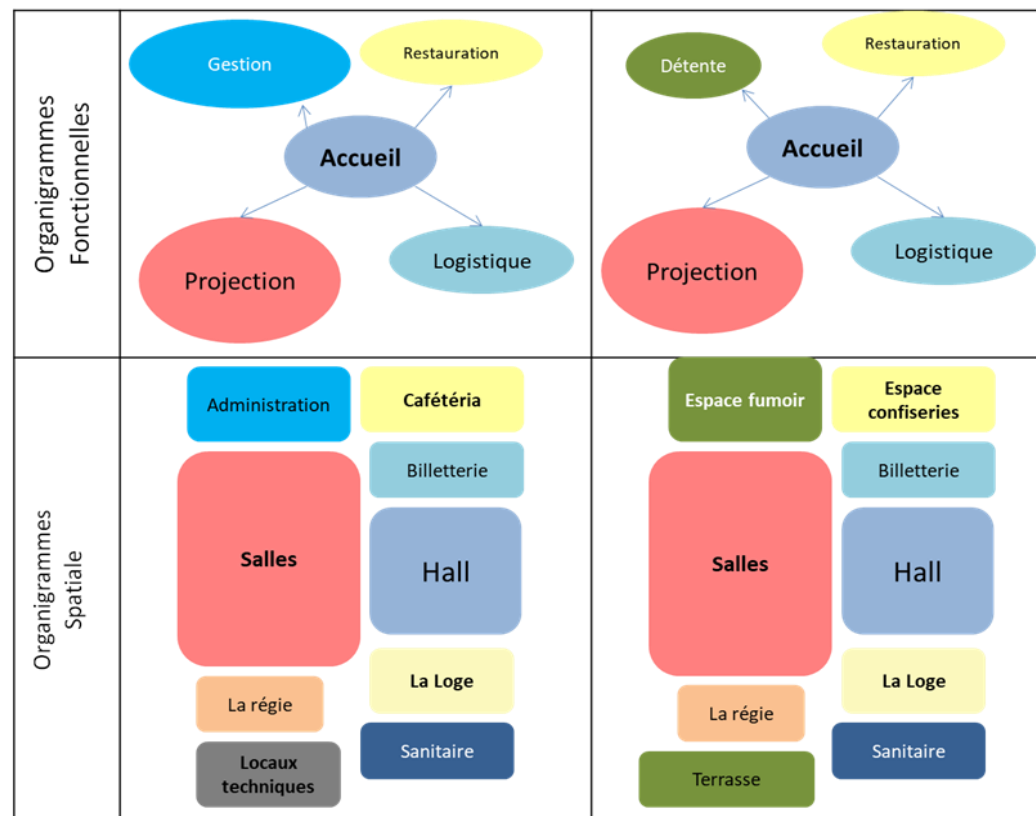 Organigrammes
Fonctionnelles
Gestion
Restauration
Accueil
Projection
Logistique
Détente
Restauration
Accueil
Projection
Logistique
Organigrammes
Spatiale
Administration
Cafétéria
Billetterie
Salles
Hall
La Loge
La régie
Sanitaire
Locaux
techniques
Espace fumoir
Espace
confiseries
Billetterie
Salles
Hall
La Loge
La régie
Sanitaire
Terrasse